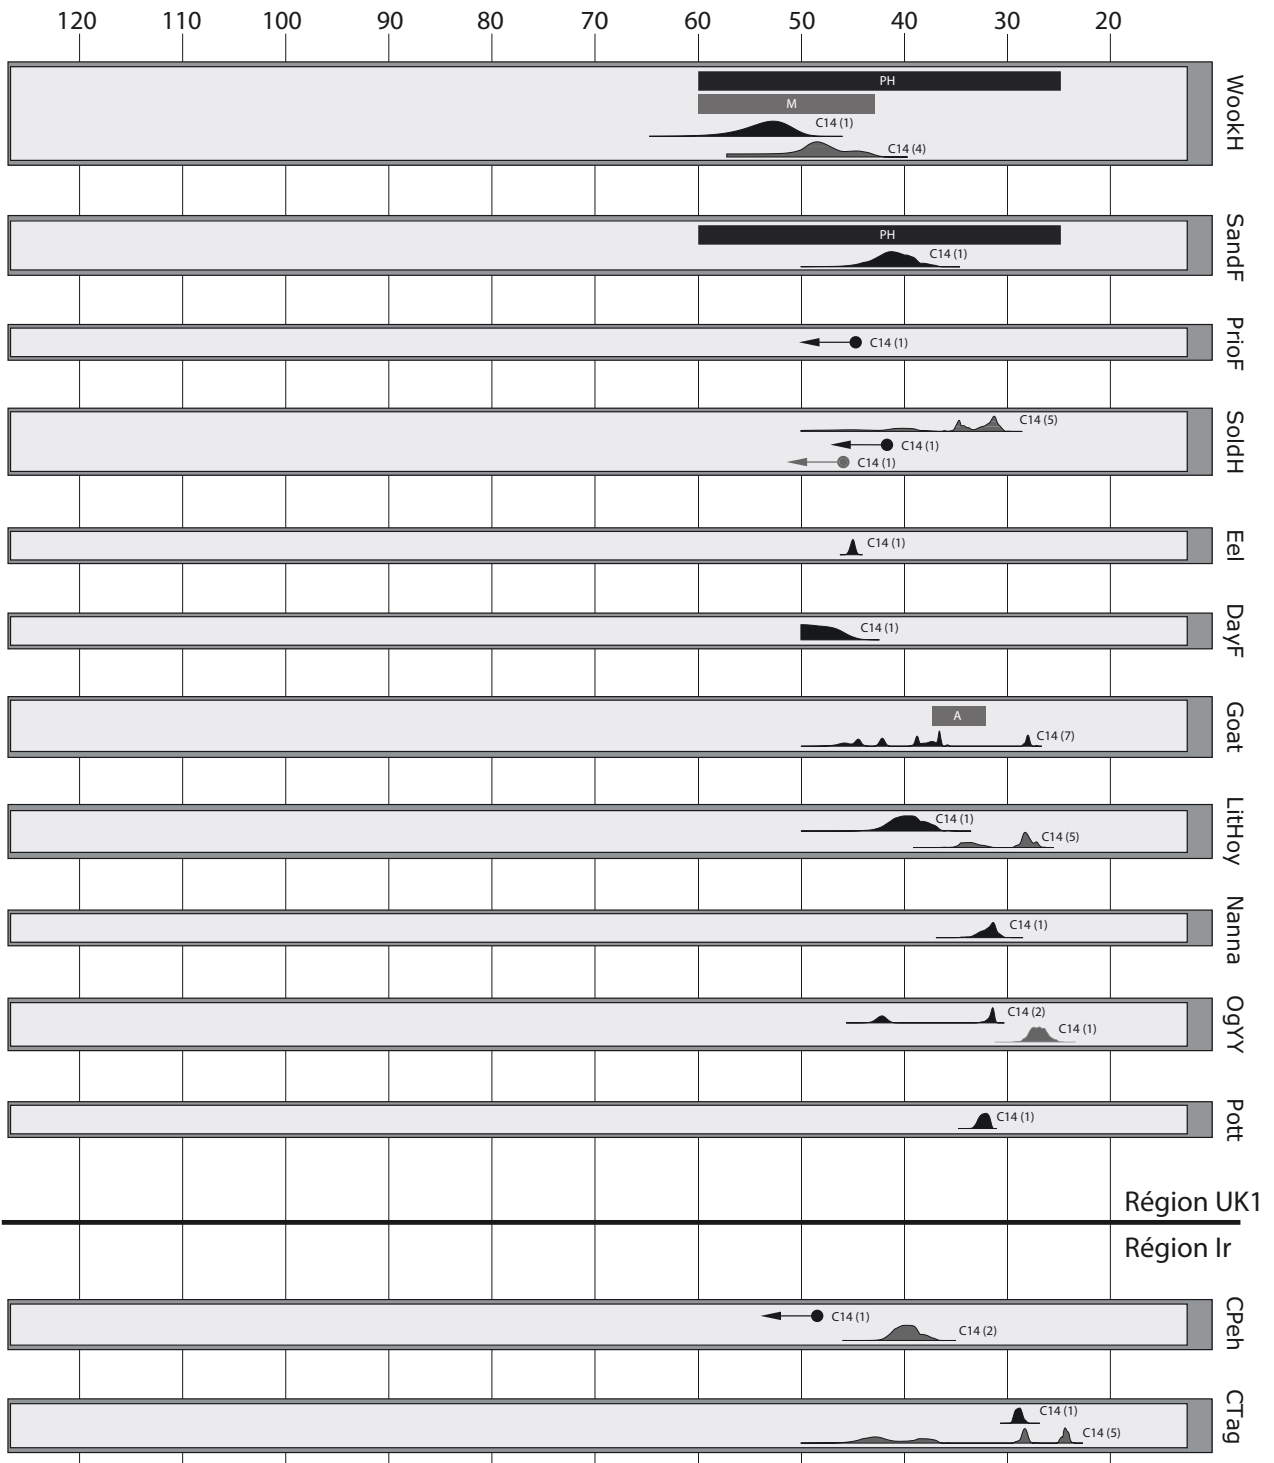 120 110 100 90 80 70 60 50 40 30 20
PH
M
C14 (1)
C14 (4)
WookH
PH
C14 (1)
SandF
C14 (1)
PrioF
C14 (5)
C14 (1)
C14 (1)
SoldH
C14 (1)
Eel
C14 (1)
DayF
A
C14 (7)
Goat
C14 (1)
C14 (5)
LitHoy
C14 (1)
Nanna
C14 (2)
C14 (1)
OgYY
C14 (1)
Pott
Région UK1
Région Ir
C14 (1)
C14 (2)
CPeh
C14 (1)
C14 (5)
CTag